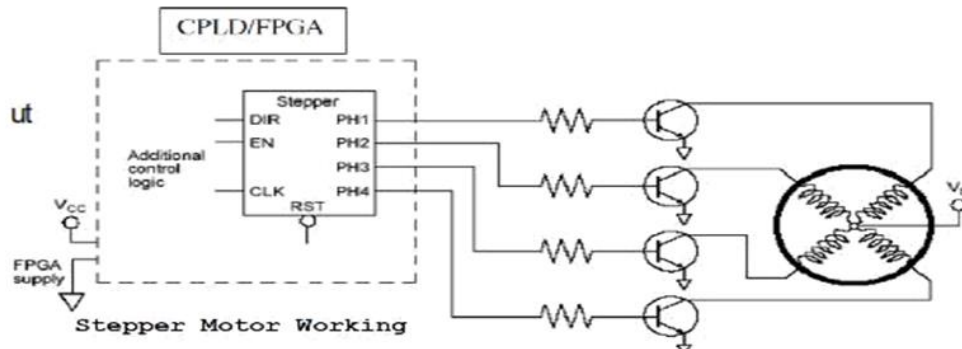 CPLD/FPGA
ut
Stepper
DIR PH1
EN PH2
PH3
Additional
control
logic
CLK PH4
RST
VCC
FPGA
supply
Stepper Motor Working